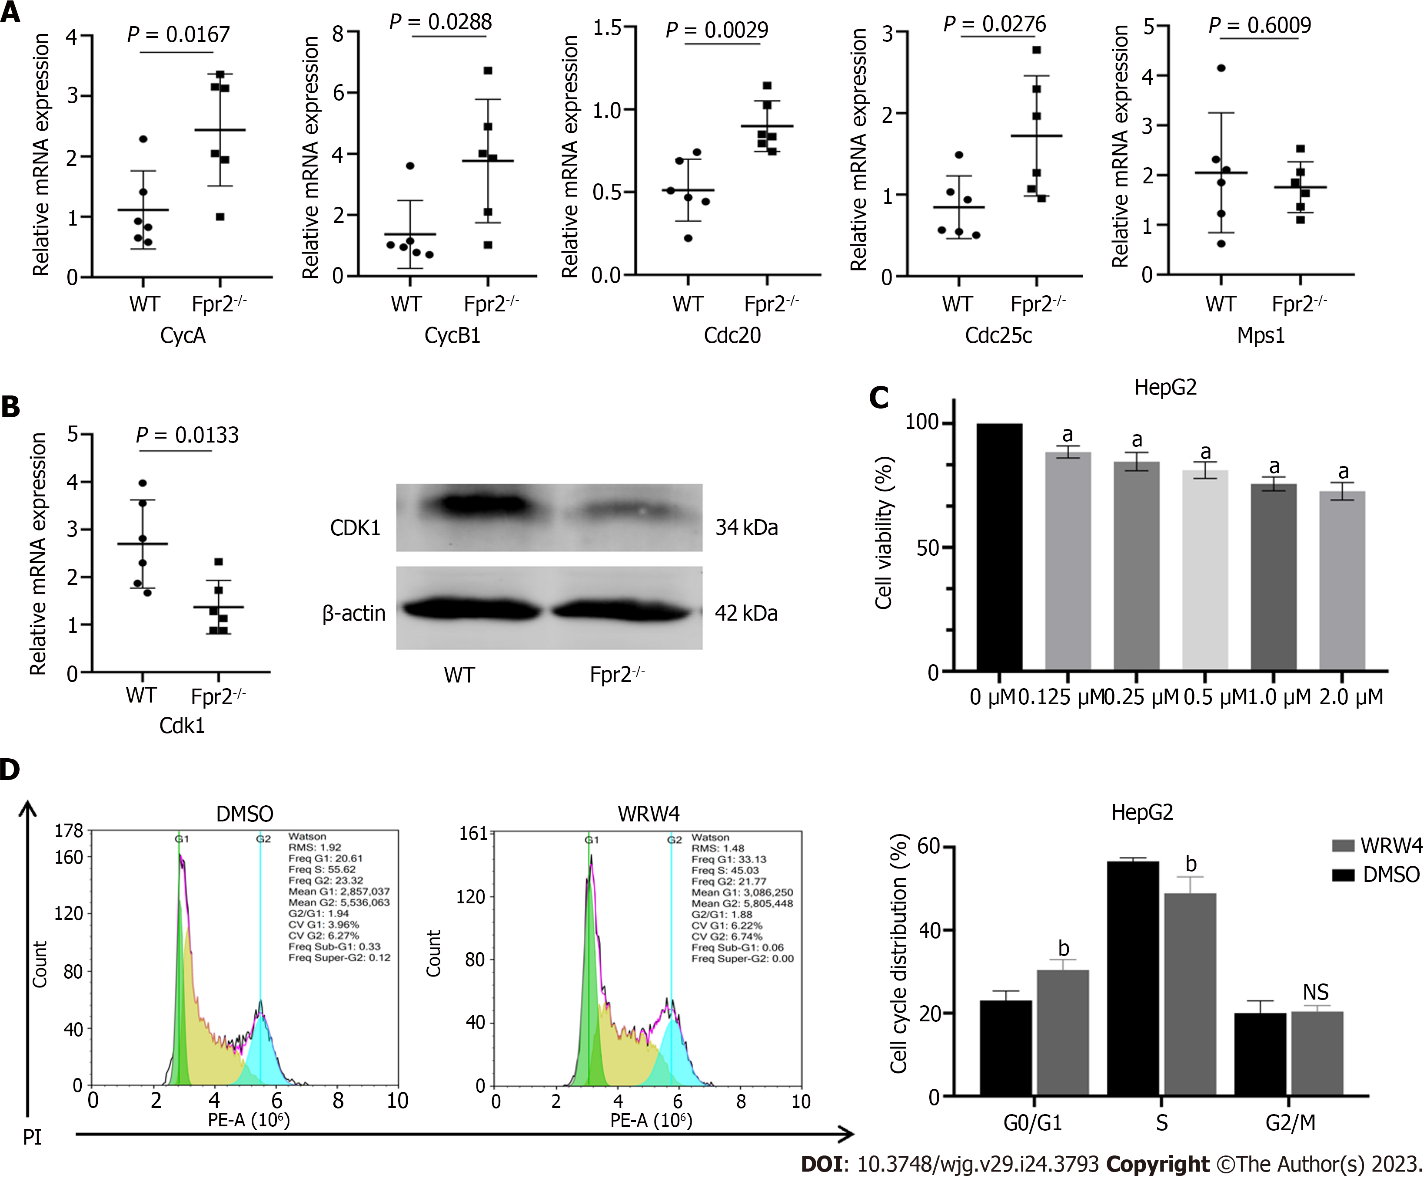 A
P = 0.0167
P = 0.0288
P = 0.0029
P = 0.0276
P = 0.6009
Relative mRNA expression
4
3
2
1
0
WT
Fpr2-/-
CycA
Relative mRNA expression
8
6
4
2
0
WT
Fpr2-/-
CycB1
Relative mRNA expression
1.5
1.0
0.5
0.0
WT
Fpr2-/-
Cdc20
Relative mRNA expression
3
2
1
0
WT
Fpr2-/-
Cdc25c
Relative mRNA expression
5
4
3
2
1
0
WT
Fpr2-/-
Mps1
B
P = 0.0133
Relative mRNA expression
5
4
3
2
1
0
WT
Fpr2-/-
Cdk1
CDK1
34 kDa
β-actin
42 kDa
WT
Fpr2-/-
C
HepG2
Cell viability (%)
100
50
0
a
a
a
a
a
0 μM
0.125 μM
0.25 μM
0.5 μM
1.0 μM
2.0 μM
D
PI
DMSO
Count
178
160
120
80
40
0
G1
G2
Watson
RMS: 1.92
Freq G1: 20.61
Freq S: 55.62
Freq G2: 23.32
Mean G1: 2,857,037
Mean G2: 5,536,063
G2/G1: 1.94
CV G1: 3.96%
CV G2: 6.27%
Freq Sub-G1: 0.33
Freq Super-G2: 0.12
0 2 4 6 8 10
PE-A (10⁶)
WRW4
Count
161
120
80
40
0
G1
G2
Watson
RMS: 1.48
Freq G1: 33.13
Freq S: 45.03
Freq G2: 21.77
Mean G1: 3,086,250
Mean G2: 5,805,448
G2/G1: 1.88
CV G1: 6.22%
CV G2: 6.74%
Freq Sub-G1: 0.06
Freq Super-G2: 0.00
0 2 4 6 8 10
PE-A (10⁶)
HepG2
Cell cycle distribution (%)
60
40
20
0
b
b
NS
WRW4
DMSO
G0/G1
S
G2/M
DOI: 10.3748/wjg.v29.i24.3793 Copyright ©The Author(s) 2023.